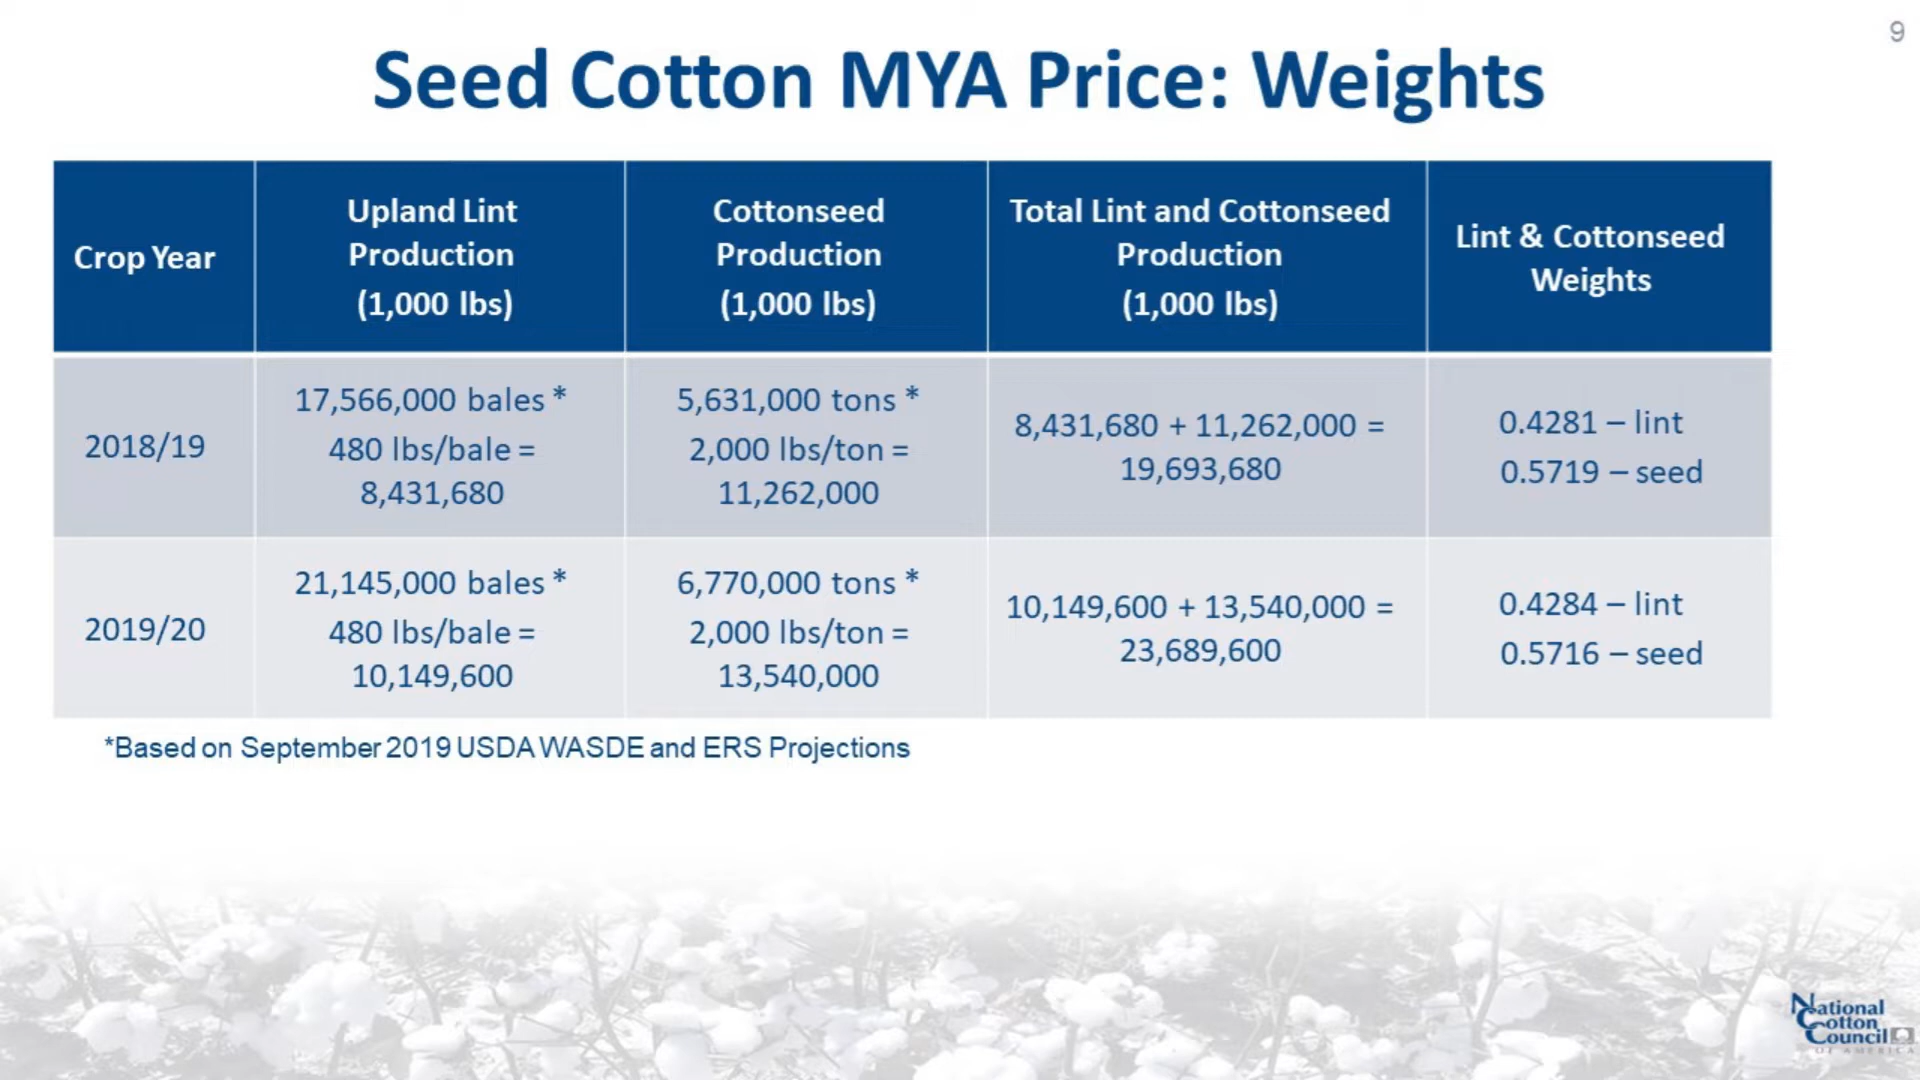 9
Seed Cotton MYA Price: Weights
Crop Year
Upland Lint
Production
(1,000 lbs)
Cottonseed
Production
(1,000 lbs)
Total Lint and Cottonseed
Production
(1,000 lbs)
Lint & Cottonseed
Weights
2018/19
17,566,000 bales *
480 lbs/bale =
8,431,680
5,631,000 tons *
2,000 lbs/ton =
11,262,000
8,431,680 + 11,262,000 =
19,693,680
0.4281 – lint
0.5719 – seed
2019/20
21,145,000 bales *
480 lbs/bale =
10,149,600
6,770,000 tons *
2,000 lbs/ton =
13,540,000
10,149,600 + 13,540,000 =
23,689,600
0.4284 – lint
0.5716 – seed
*Based on September 2019 USDA WASDE and ERS Projections
National
Cotton
Council
OF AMERICA